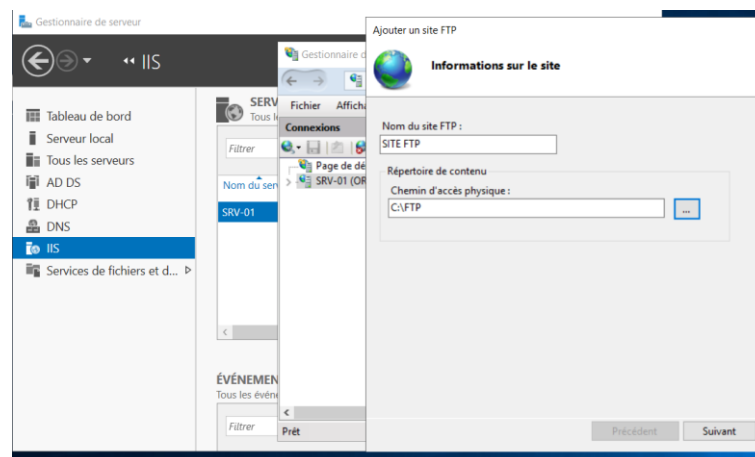 Gestionnaire de serveur
IIS
Tableau de bord
Serveur local
Tous les serveurs
AD DS
DHCP
DNS
IIS
Services de fichiers et d...
SERV
Tous l
Filtrer
Nom du ser
SRV-01
ÉVÉNEMEN
Tous les événe
Filtrer
Gestionnaire d
Fichier Afficha
Connexions
Page de dé
SRV-01 (OR
Prêt
Ajouter un site FTP
Informations sur le site
Nom du site FTP :
SITE FTP
Répertoire de contenu
Chemin d'accès physique :
C:\FTP
...
Précédent Suivant